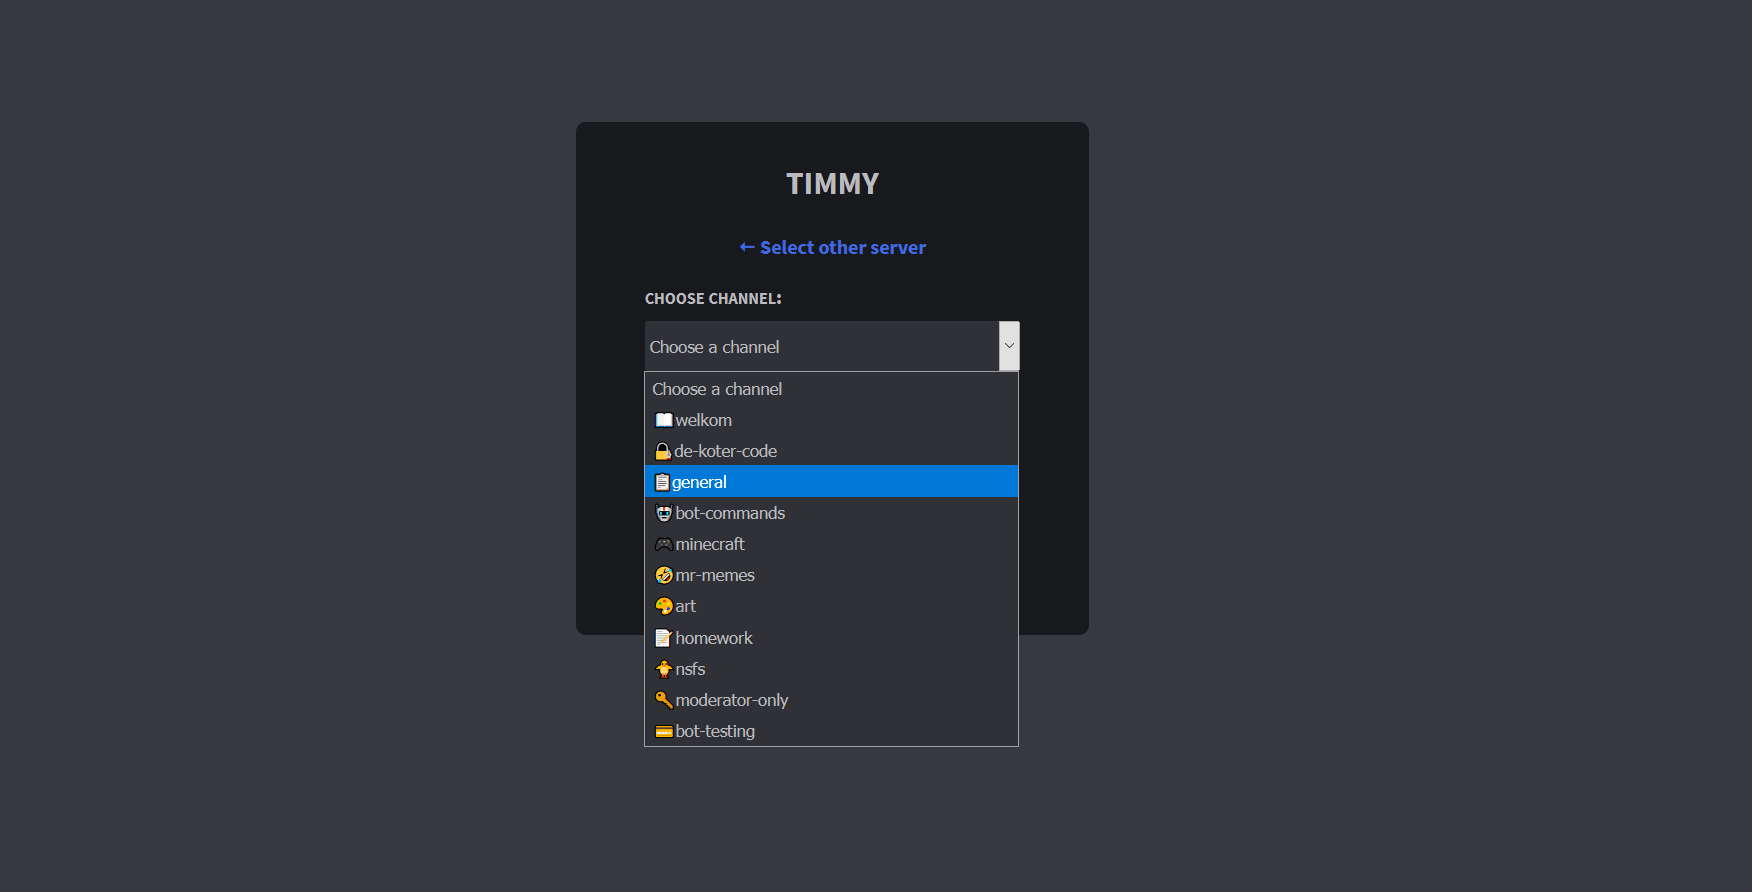 TIMMY
← Select other server
CHOOSE CHANNEL:
Choose a channel
Choose a channel
📖welkom
🔏de-koter-code
📋general
🤖bot-commands
🎮minecraft
🤣mr-memes
🎨art
📝homework
🐥nsfs
🔑moderator-only
💳bot-testing